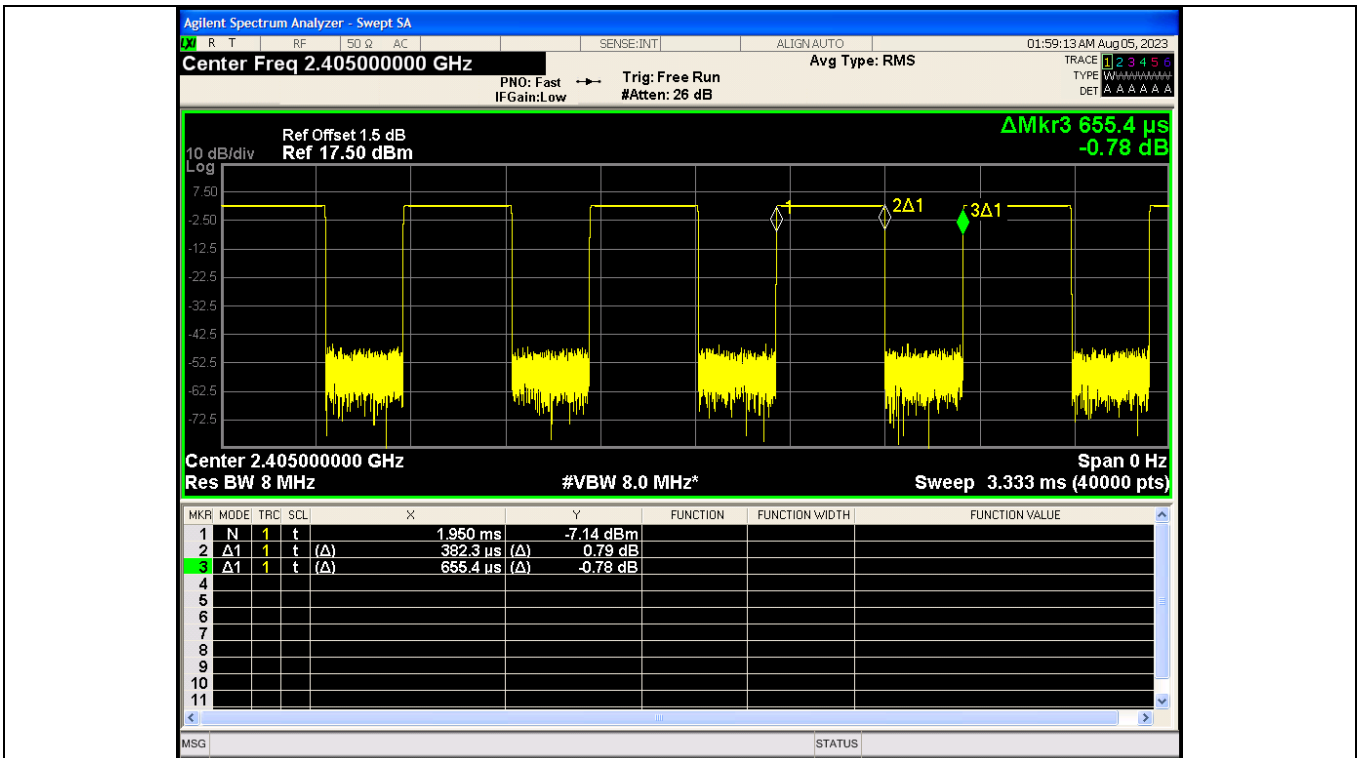 Agilent Spectrum Analyzer - Swept SA
LXI R T RF 50 Ω AC SENSE:INT ALIGN AUTO 01:59:13 AM Aug 05, 2023
Center Freq 2.405000000 GHz Avg Type: RMS TRACE 1 2 3 4 5 6
PNO: Fast Trig: Free Run TYPE W
IFGain:Low #Atten: 26 dB DET A A A A A A
ΔMkr3 655.4 µs
Ref Offset 1.5 dB
10 dB/div Ref 17.50 dBm -0.78 dB
Log
7.50
1 2Δ1 3Δ1
-2.50
-12.5
-22.5
-32.5
-42.5
-52.5
-62.5
-72.5
Center 2.405000000 GHz Span 0 Hz
Res BW 8 MHz #VBW 8.0 MHz* Sweep 3.333 ms (40000 pts)
MKR MODE TRC SCL X Y FUNCTION FUNCTION WIDTH FUNCTION VALUE
1 N 1 t 1.950 ms -7.14 dBm
2 Δ1 1 t (Δ) 382.3 µs (Δ) 0.79 dB
3 Δ1 1 t (Δ) 655.4 µs (Δ) -0.78 dB
4
5
6
7
8
9
10
11
MSG STATUS